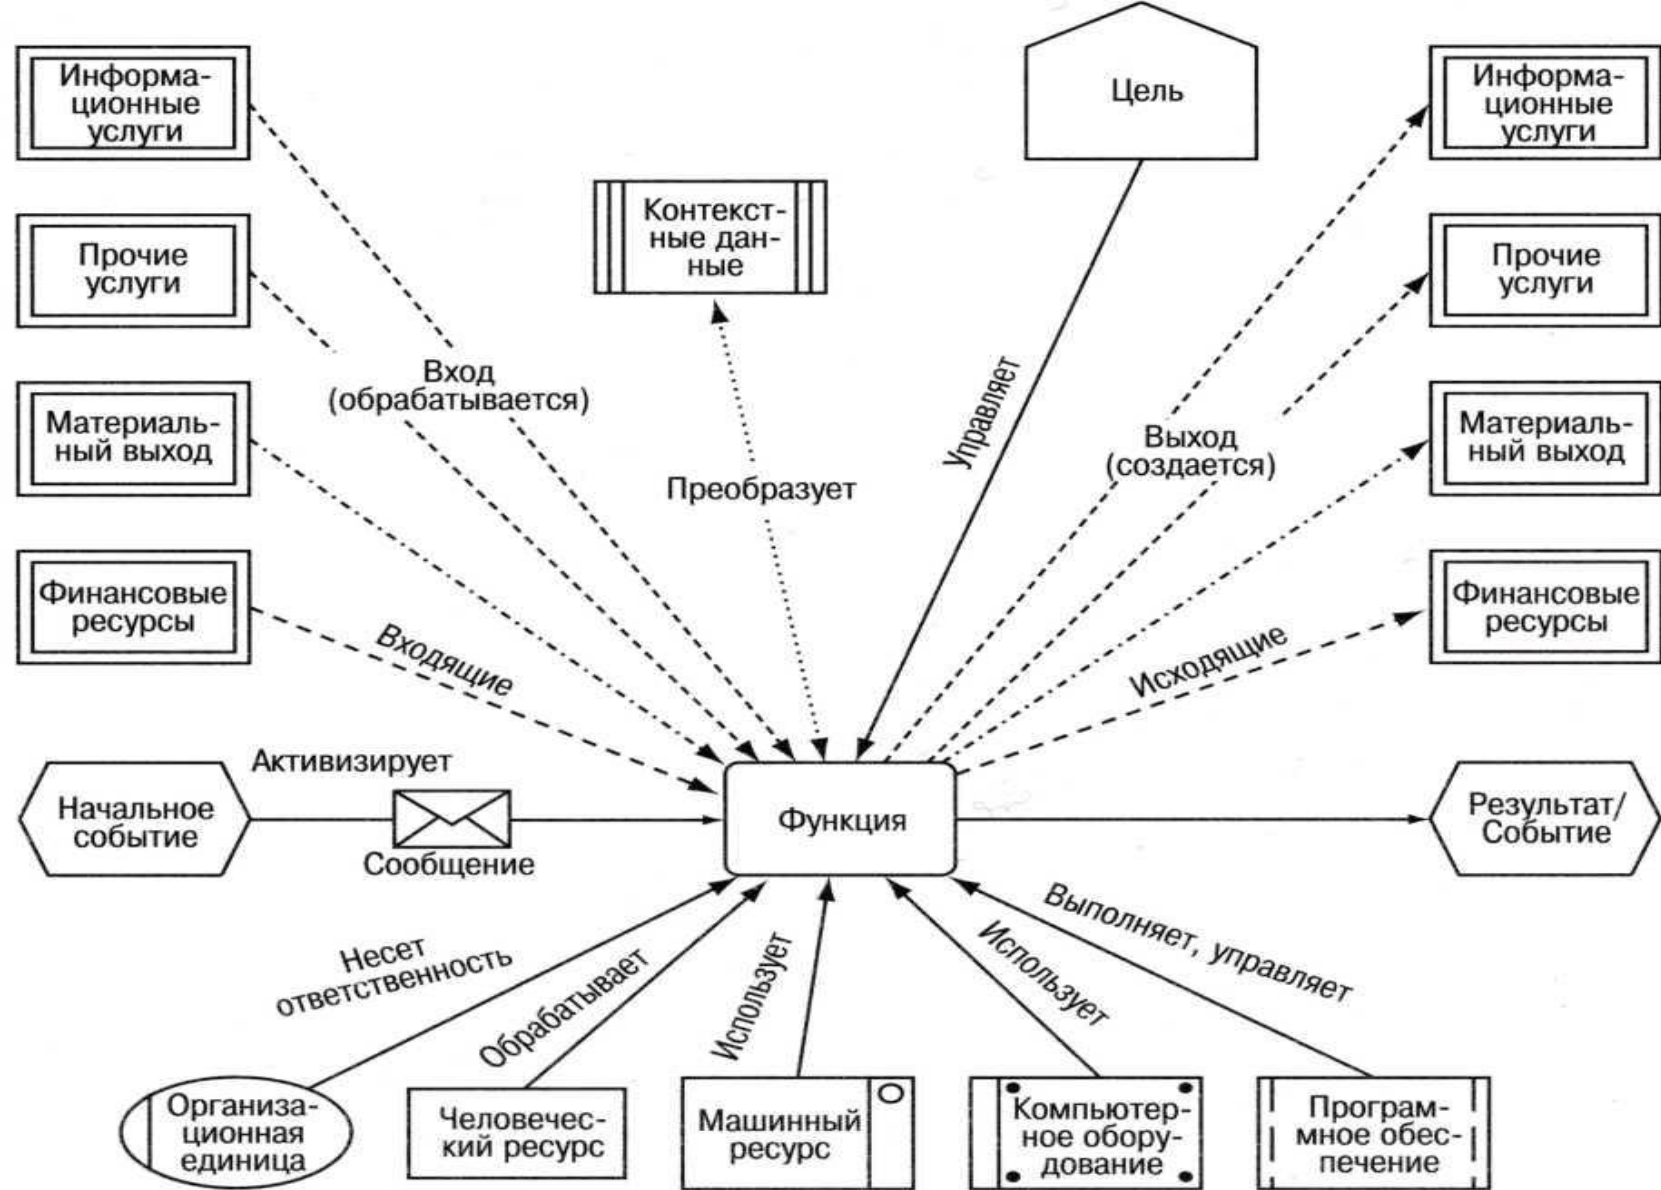 Информа-
ционные
услуги
Прочие
услуги
Материаль-
ный выход
Финансовые
ресурсы
Контекст-
ные дан-
ные
Цель
Информа-
ционные
услуги
Прочие
услуги
Материаль-
ный выход
Финансовые
ресурсы
Вход
(обрабатывается)
Преобразует
Управляет
Выход
(создается)
Входящие
Исходящие
Активизирует
Начальное
событие
Сообщение
Функция
Результат/
Событие
Несет
ответственность
Обрабатывает
Использует
Использует
Выполняет, управляет
Организа-
ционная
единица
Человечес-
кий ресурс
Машинный
ресурс
Компьютер-
ное обору-
дование
Програм-
мное обес-
печение